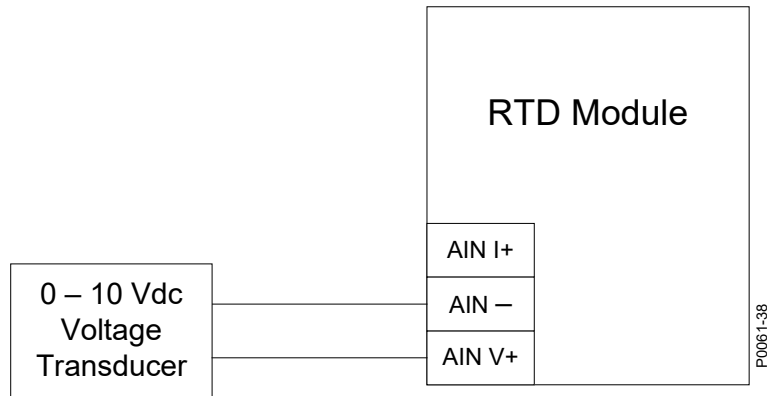 RTD Module
AIN I+
AIN –
AIN V+
0 – 10 Vdc
Voltage
Transducer
P0061-38